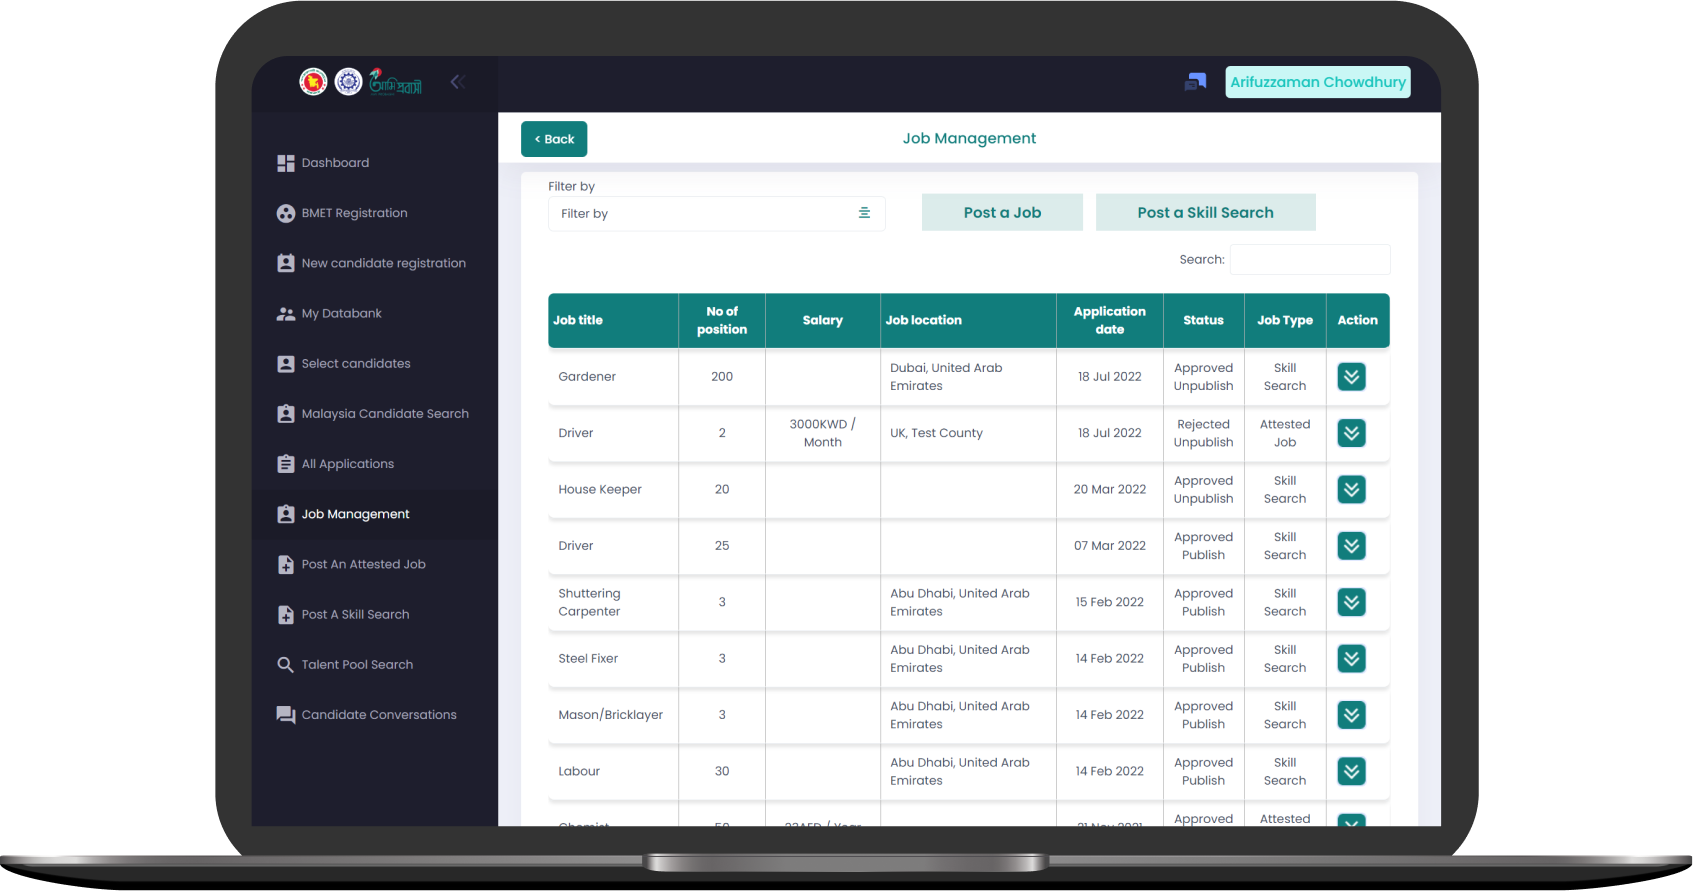 আমি প্রবাসী
Arifuzzaman Chowdhury
Dashboard
BMET Registration
New candidate registration
My Databank
Select candidates
Malaysia Candidate Search
All Applications
Job Management
Post An Attested Job
Post A Skill Search
Talent Pool Search
Candidate Conversations
< Back
Job Management
Filter by
Filter by
Post a Job
Post a Skill Search
Search:
Job title No of position Salary Job location Application date Status Job Type Action
Gardener 200 Dubai, United Arab Emirates 18 Jul 2022 Approved Unpublish Skill Search
Driver 2 3000KWD / Month UK, Test County 18 Jul 2022 Rejected Unpublish Attested Job
House Keeper 20 20 Mar 2022 Approved Unpublish Skill Search
Driver 25 07 Mar 2022 Approved Publish Skill Search
Shuttering Carpenter 3 Abu Dhabi, United Arab Emirates 15 Feb 2022 Approved Publish Skill Search
Steel Fixer 3 Abu Dhabi, United Arab Emirates 14 Feb 2022 Approved Publish Skill Search
Mason/Bricklayer 3 Abu Dhabi, United Arab Emirates 14 Feb 2022 Approved Publish Skill Search
Labour 30 Abu Dhabi, United Arab Emirates 14 Feb 2022 Approved Publish Skill Search
Chemist 50 / Year 21 Nov 2021 Approved Attested